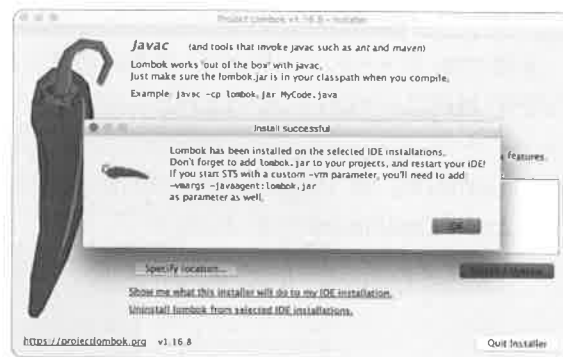 Project Lombok v1.16.8 - Installer
Javac (and tools that invoke javac such as ant and maven)
Lombok works "out of the box" with javac.
Just make sure the lombok.jar is in your classpath when you compile.
Example: javac -cp lombok.jar MyCode.java
Install successful
Lombok has been installed on the selected IDE installations.
Don't forget to add lombok.jar to your projects, and restart your IDE!
If you start STS with a custom -vm parameter, you'll need to add
-vmargs -javaagent:lombok.jar
as parameter as well.
features.
OK
Specify location...
Show me what this installer will do to my IDE installation.
Uninstall lombok from selected IDE installations.
https://projectlombok.org v1.16.8
Quit Installer